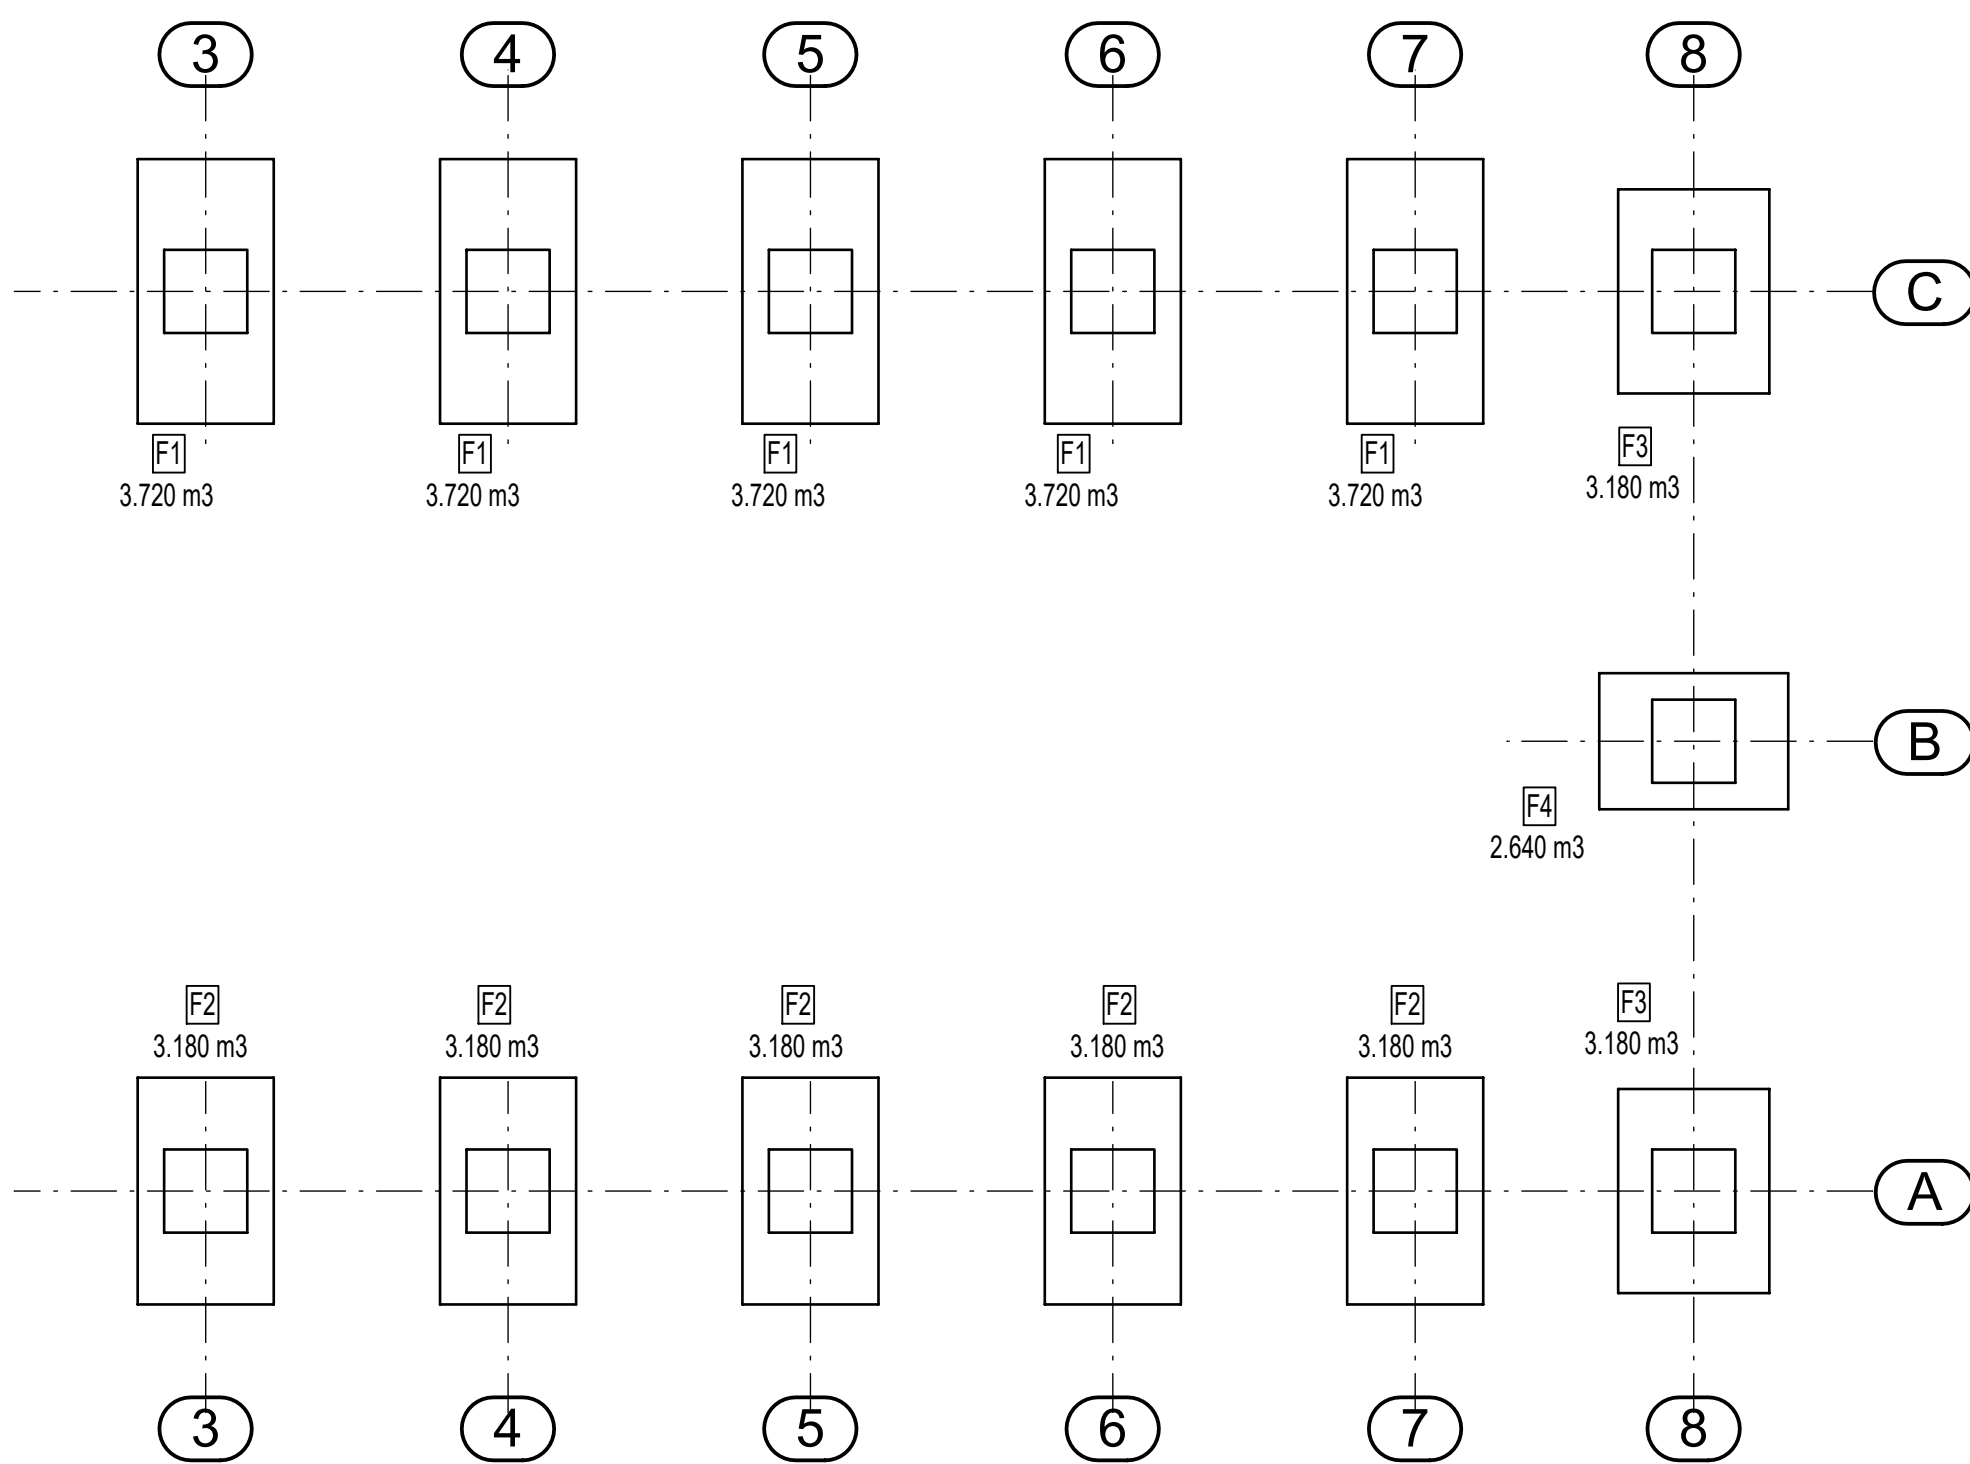 3 4 5 6 7 8
C
F1 F1 F1 F1 F1 F3
3.720 m3 3.720 m3 3.720 m3 3.720 m3 3.720 m3 3.180 m3
B
F4
2.640 m3
F2 F2 F2 F2 F2 F3
3.180 m3 3.180 m3 3.180 m3 3.180 m3 3.180 m3 3.180 m3
A
3 4 5 6 7 8